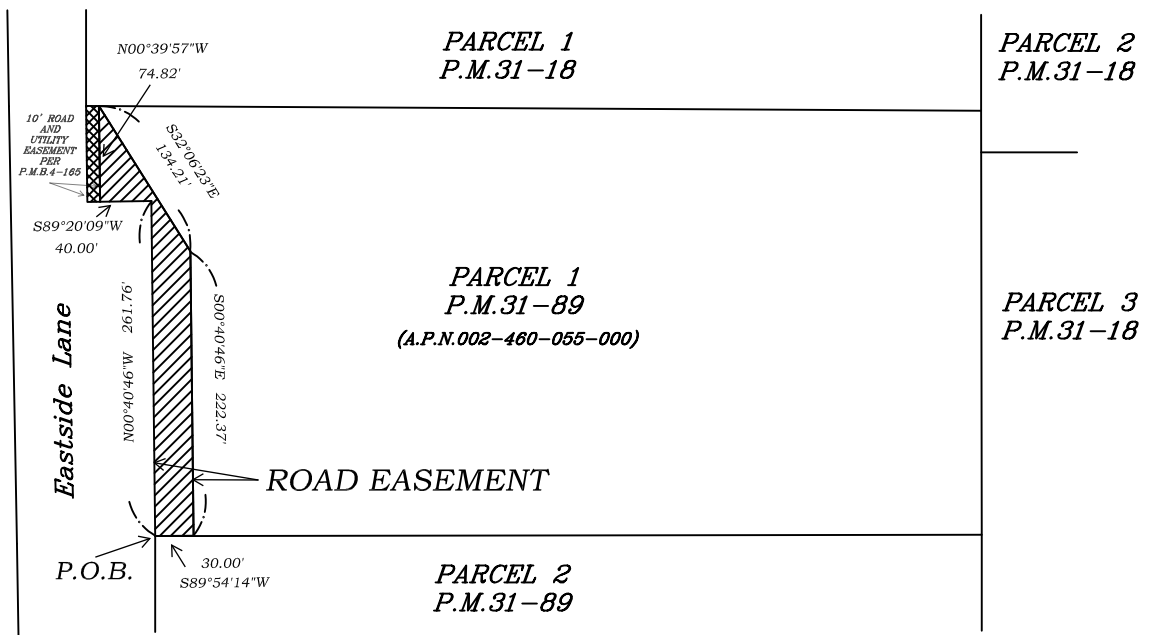 PARCEL 1
P.M.31-18
PARCEL 2
P.M.31-18
N00°39'57"W
74.82'
10' ROAD
AND
UTILITY
EASEMENT
PER
P.M.B.4-165
S32°06'23"E
134.21'
S89°20'09"W
40.00'
PARCEL 1
P.M.31-89
(A.P.N.002-460-055-000)
PARCEL 3
P.M.31-18
Eastside Lane
N00°40'46"W 261.76'
S00°40'46"E 222.37'
ROAD EASEMENT
P.O.B.
30.00'
S89°54'14"W
PARCEL 2
P.M.31-89